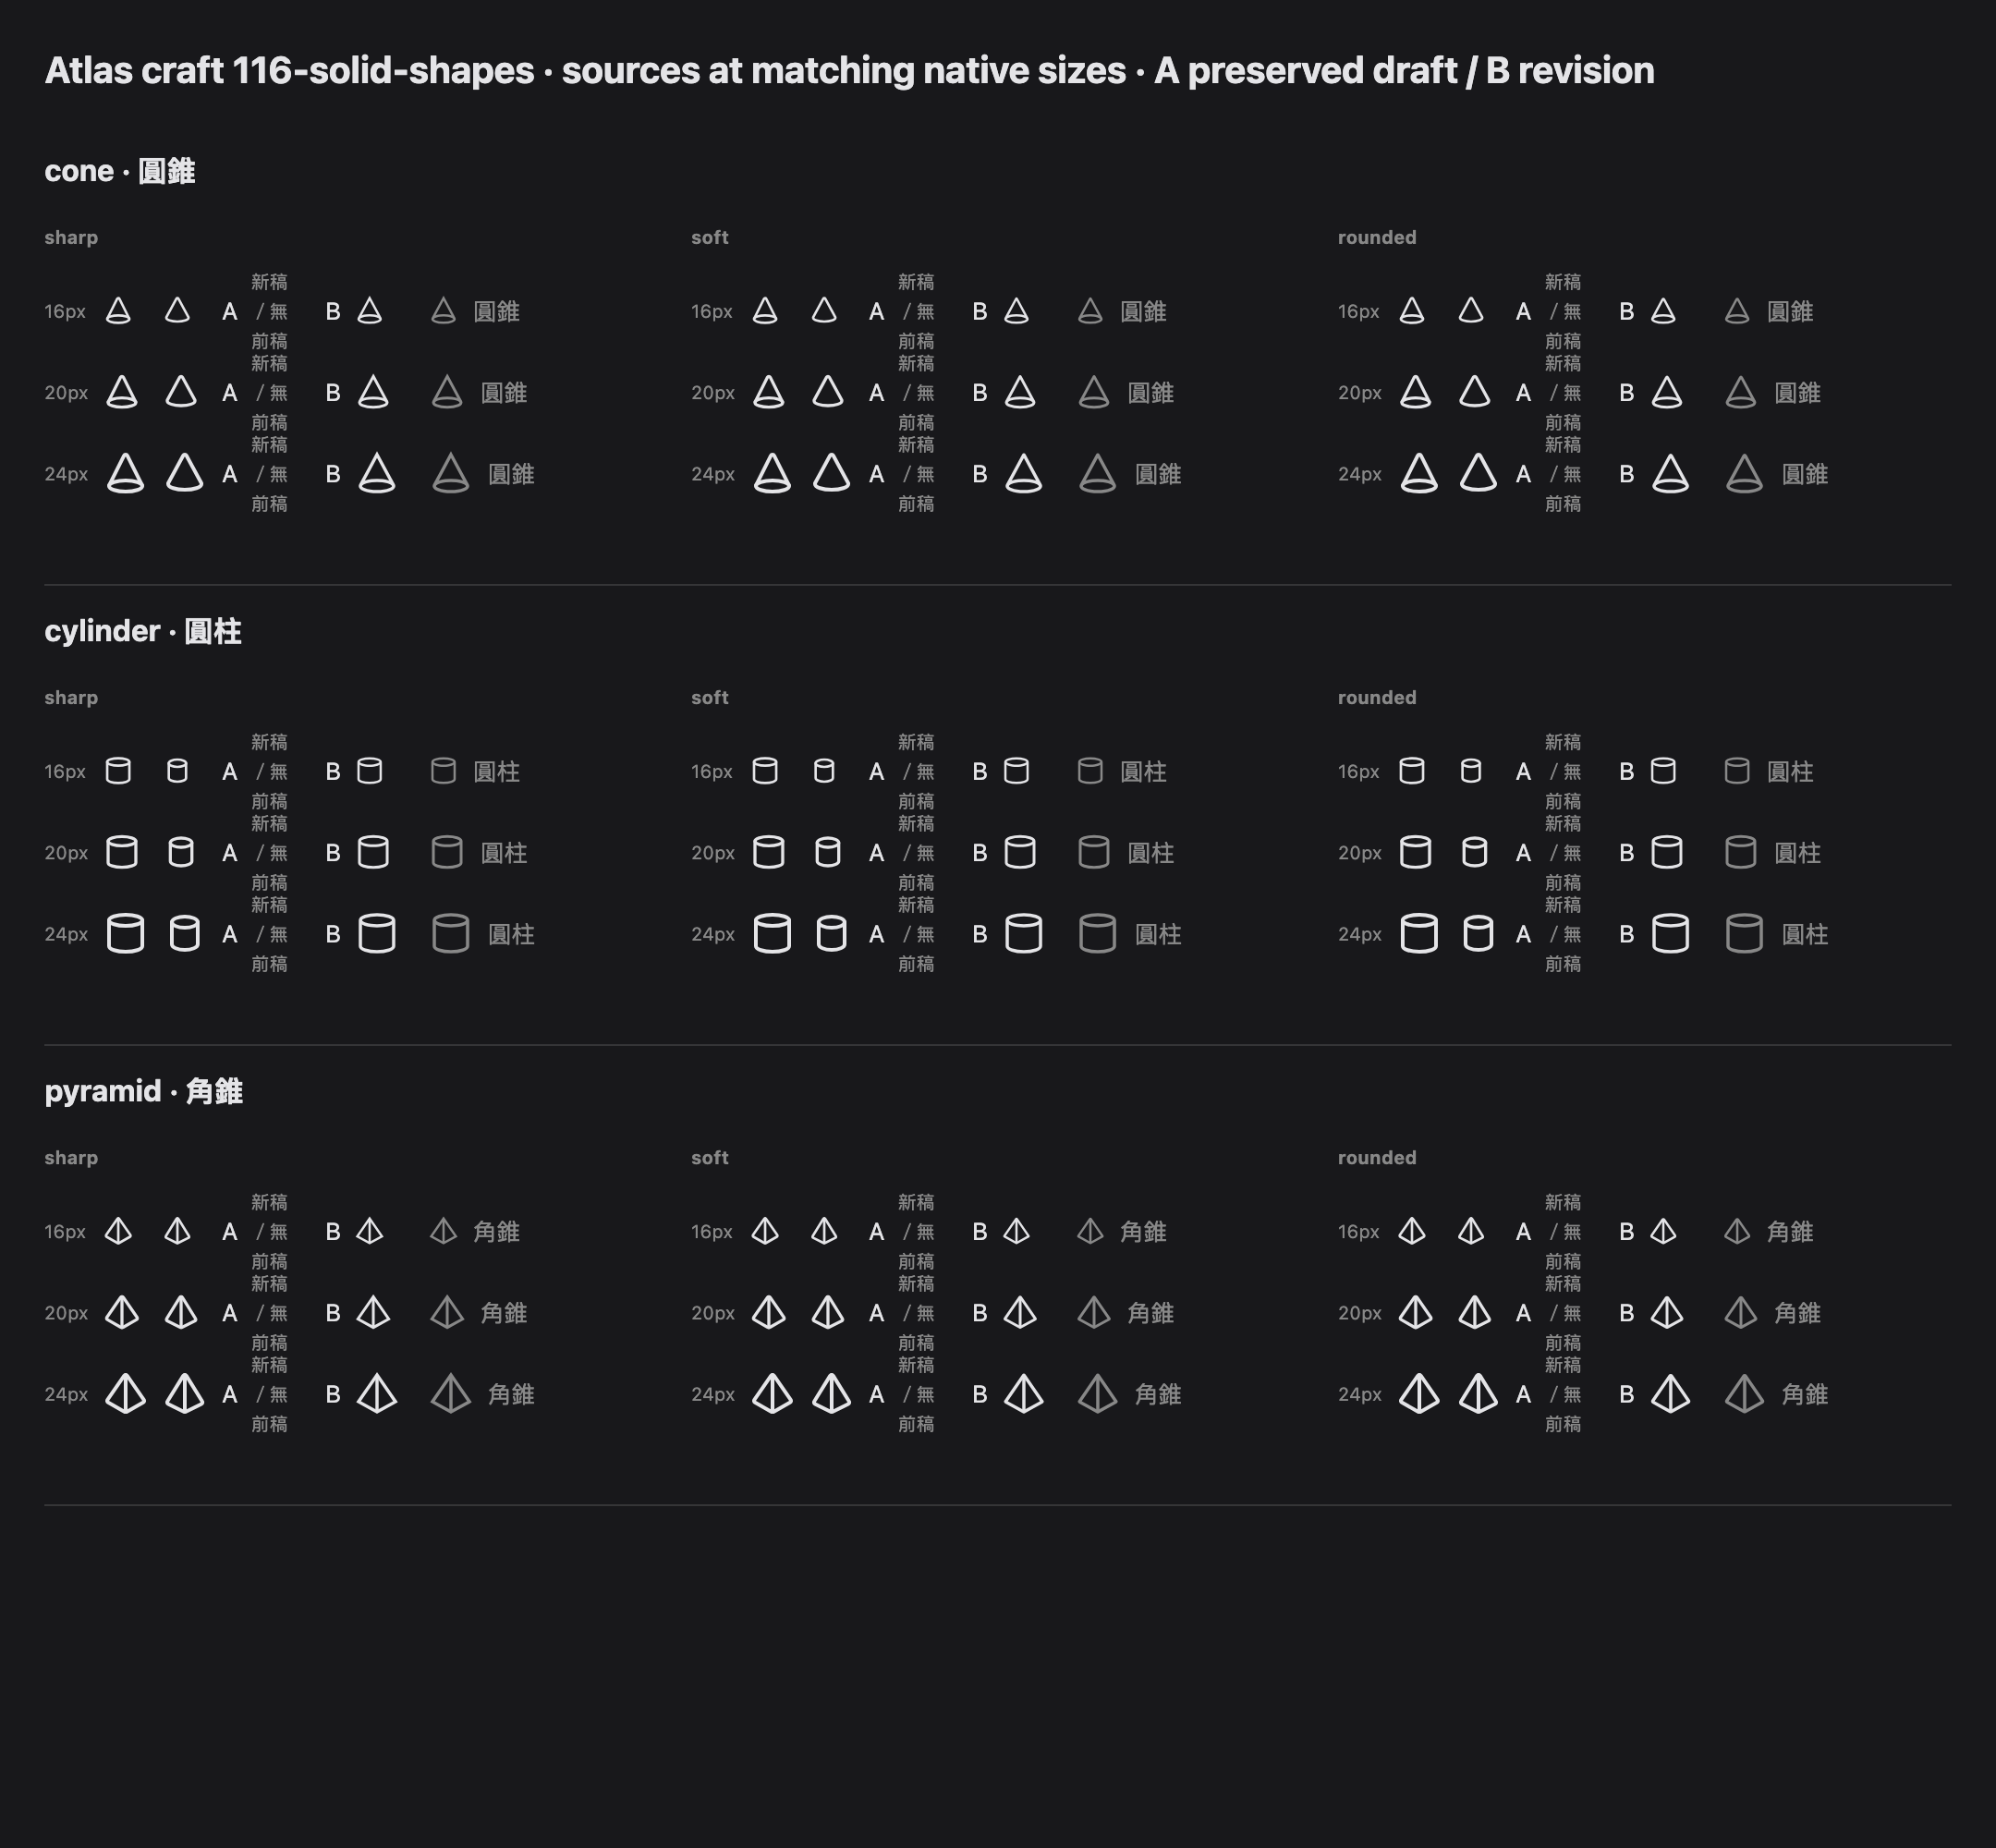 Atlas craft 116-solid-shapes · sources at matching native sizes · A preserved draft / B revision
cone · 圓錐
sharp
16px A 新稿 / 無前稿 B 圓錐
20px A 新稿 / 無前稿 B 圓錐
24px A 新稿 / 無前稿 B 圓錐
soft
16px A 新稿 / 無前稿 B 圓錐
20px A 新稿 / 無前稿 B 圓錐
24px A 新稿 / 無前稿 B 圓錐
rounded
16px A 新稿 / 無前稿 B 圓錐
20px A 新稿 / 無前稿 B 圓錐
24px A 新稿 / 無前稿 B 圓錐
cylinder · 圓柱
sharp
16px A 新稿 / 無前稿 B 圓柱
20px A 新稿 / 無前稿 B 圓柱
24px A 新稿 / 無前稿 B 圓柱
soft
16px A 新稿 / 無前稿 B 圓柱
20px A 新稿 / 無前稿 B 圓柱
24px A 新稿 / 無前稿 B 圓柱
rounded
16px A 新稿 / 無前稿 B 圓柱
20px A 新稿 / 無前稿 B 圓柱
24px A 新稿 / 無前稿 B 圓柱
pyramid · 角錐
sharp
16px A 新稿 / 無前稿 B 角錐
20px A 新稿 / 無前稿 B 角錐
24px A 新稿 / 無前稿 B 角錐
soft
16px A 新稿 / 無前稿 B 角錐
20px A 新稿 / 無前稿 B 角錐
24px A 新稿 / 無前稿 B 角錐
rounded
16px A 新稿 / 無前稿 B 角錐
20px A 新稿 / 無前稿 B 角錐
24px A 新稿 / 無前稿 B 角錐